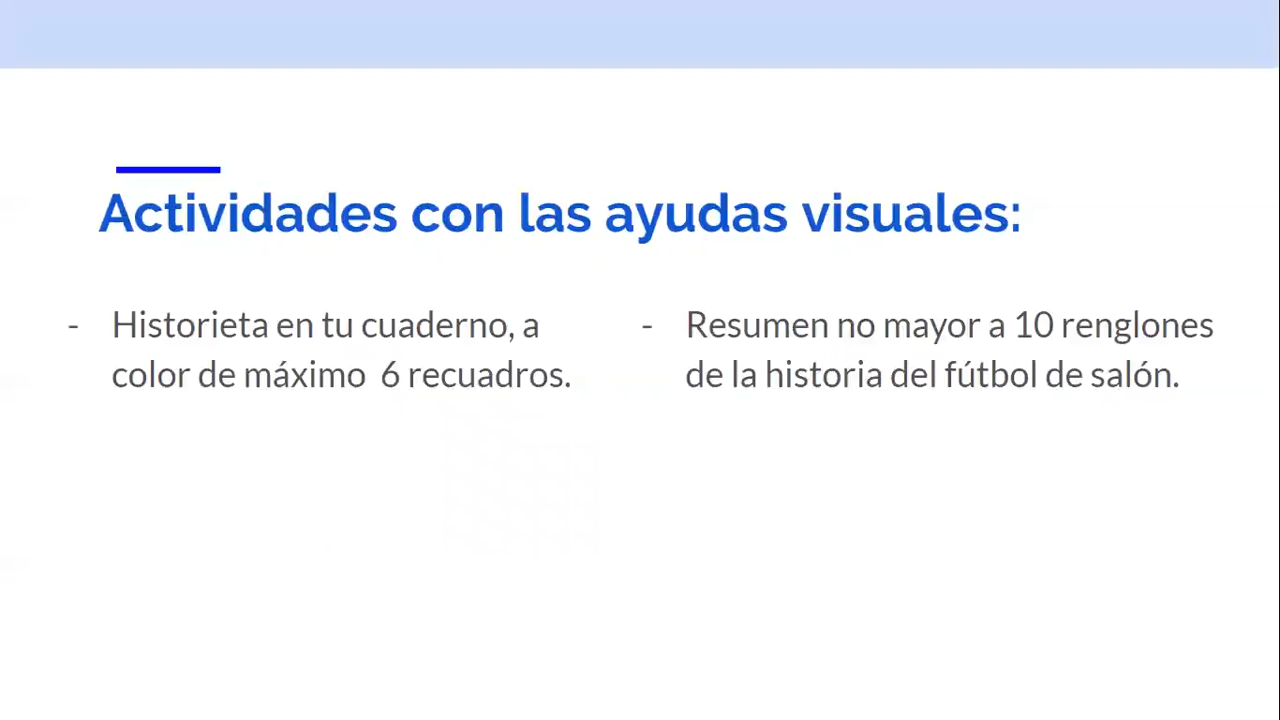 Actividades con las ayudas visuales:
- Historieta en tu cuaderno, a
color de máximo 6 recuadros.
- Resumen no mayor a 10 renglones
de la historia del fútbol de salón.